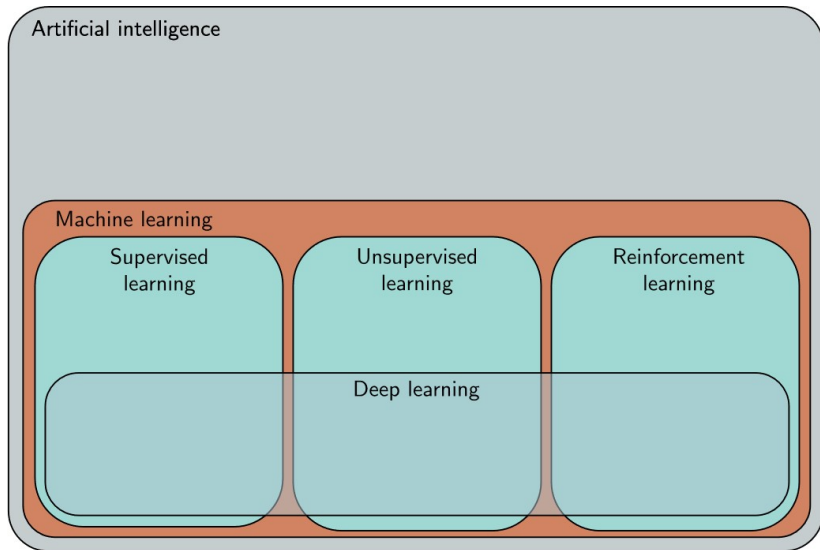 Artificial intelligence
Machine learning
Supervised
learning
Unsupervised
learning
Reinforcement
learning
Deep learning